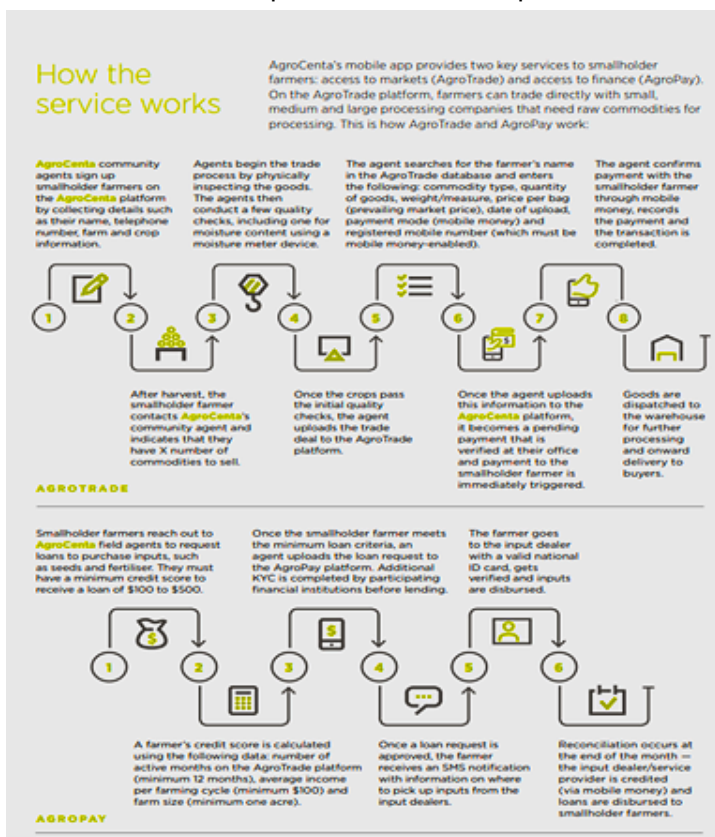 How the
service works
AgroCenta's mobile app provides two key services to smallholder
farmers: access to markets (AgroTrade) and access to finance (AgroPay).
On the AgroTrade platform, farmers can trade directly with small,
medium and large processing companies that need raw commodities for
processing. This is how AgroTrade and AgroPay work:
AgroCenta community
agents sign up
smallholder farmers on
the AgroCenta platform
by collecting details such
as their name, telephone
number, farm and crop
information.
Agents begin the trade
process by physically
inspecting the goods.
The agents then
conduct a few quality
checks, including one for
moisture content using a
moisture meter device.
The agent searches for the farmer's name
in the AgroTrade database and enters
the following: commodity type, quantity
of goods, weight/measure, price per bag
(prevailing market price), date of upload,
payment mode (mobile money) and
registered mobile number (which must be
mobile money-enabled).
The agent confirms
payment with the
smallholder farmer
through mobile
money, records
the payment and
the transaction is
completed.
1
2
3
4
5
6
7
8
After harvest, the
smallholder farmer
contacts AgroCenta's
community agent and
indicates that they
have X number of
commodities to sell.
Once the crops pass
the initial quality
checks, the agent
uploads the trade
deal to the AgroTrade
platform.
Once the agent uploads
this information to the
AgroCenta platform,
it becomes a pending
payment that is
verified at their office
and payment to the
smallholder farmer is
immediately triggered.
Goods are
dispatched to
the warehouse
for further
processing
and onward
delivery to
buyers.
AGROTRADE
Smallholder farmers reach out to
AgroCenta field agents to request
loans to purchase inputs, such
as seeds and fertiliser. They must
have a minimum credit score to
receive a loan of $100 to $500.
Once the smallholder farmer meets
the minimum loan criteria, an
agent uploads the loan request to
the AgroPay platform. Additional
KYC is completed by participating
financial institutions before lending.
The farmer goes
to the input dealer
with a valid national
ID card, gets
verified and inputs
are disbursed.
1
2
3
4
5
6
A farmer's credit score is calculated
using the following data: number of
active months on the AgroTrade platform
(minimum 12 months), average income
per farming cycle (minimum $100) and
farm size (minimum one acre).
Once a loan request is
approved, the farmer
receives an SMS notification
with information on where
to pick up inputs from the
input dealers.
Reconciliation occurs at
the end of the month —
the input dealer/service
provider is credited
(via mobile money) and
loans are disbursed to
smallholder farmers.
AGROPAY